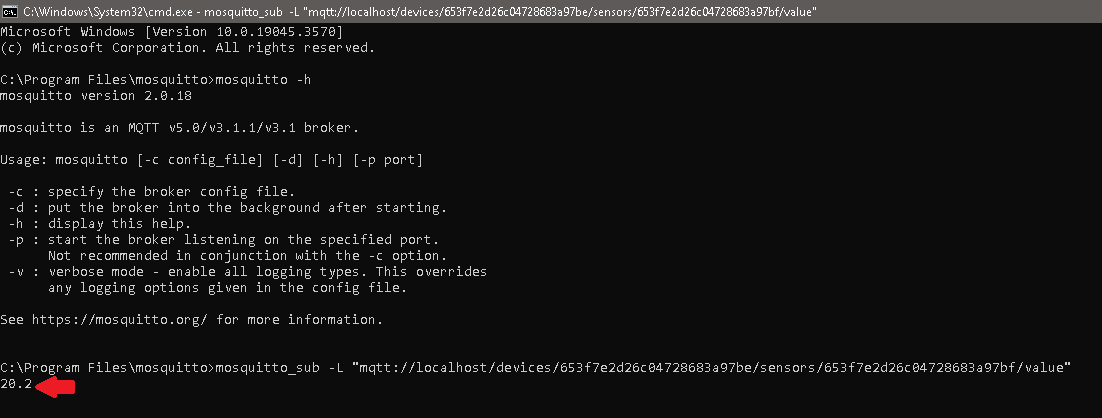 C:\Windows\System32\cmd.exe - mosquitto_sub -L "mqtt://localhost/devices/653f7e2d26c04728683a97be/sensors/653f7e2d26c04728683a97bf/value"
Microsoft Windows [Version 10.0.19045.3570]
(c) Microsoft Corporation. All rights reserved.
C:\Program Files\mosquitto>mosquitto -h
mosquitto version 2.0.18
mosquitto is an MQTT v5.0/v3.1.1/v3.1 broker.
Usage: mosquitto [-c config_file] [-d] [-h] [-p port]
-c : specify the broker config file.
-d : put the broker into the background after starting.
-h : display this help.
-p : start the broker listening on the specified port.
Not recommended in conjunction with the -c option.
-v : verbose mode - enable all logging types. This overrides
any logging options given in the config file.
See https://mosquitto.org/ for more information.
C:\Program Files\mosquitto>mosquitto_sub -L "mqtt://localhost/devices/653f7e2d26c04728683a97be/sensors/653f7e2d26c04728683a97bf/value"
20.2